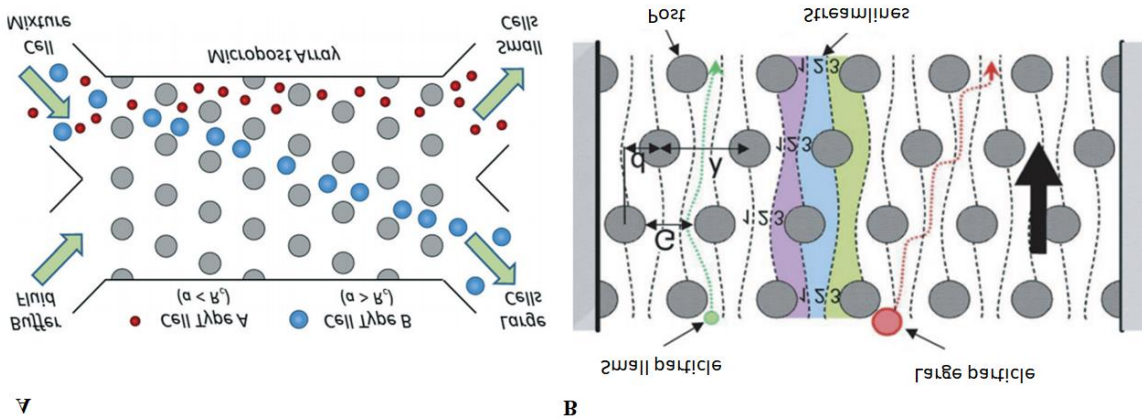 A
Buffer
Fluid
Cell Type A
(a < Rc)
Cell Type B
(a > Rc)
Large
Cells
Micropost Array
Cell
Mixture
Small
Cells
B
Small particle
Large particle
1 2 3
G
1 2 3
d
λ
1 2 3
1 2 3
Post
Streamlines